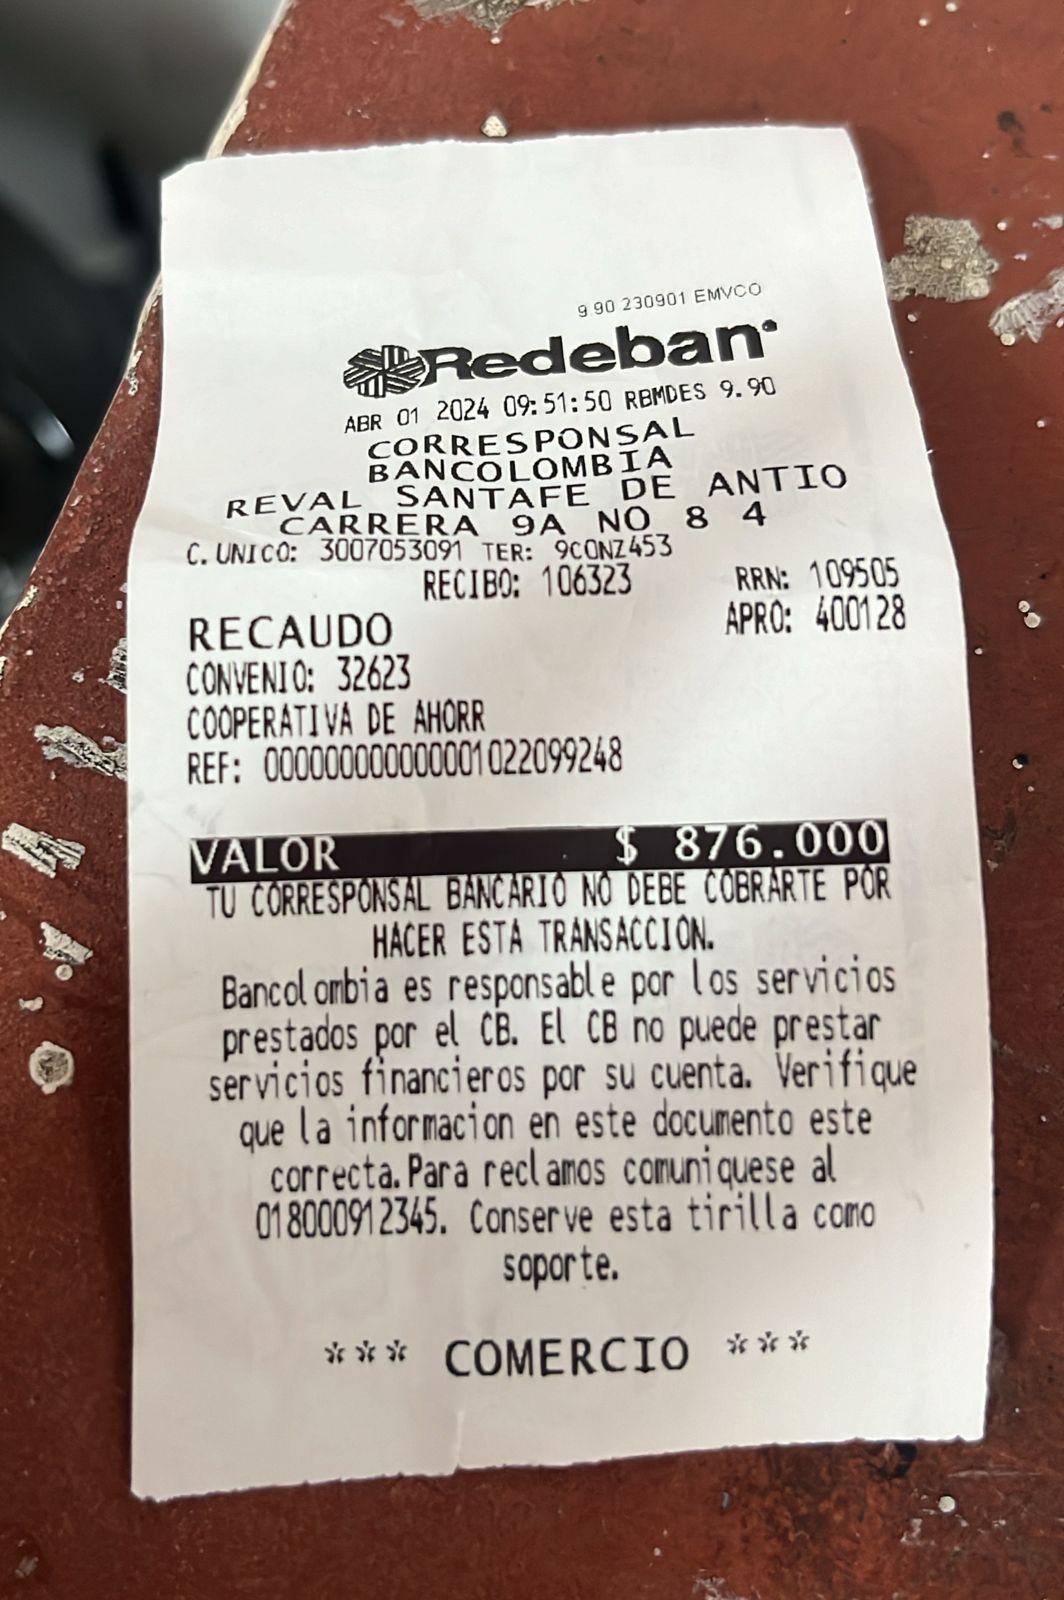 9.90 230901 EMVCO
Redeban
ABR 01 2024 09:51:50 RBMDES 9.90
CORRESPONSAL
BANCOLOMBIA
REVAL SANTAFE DE ANTIO
CARRERA 9A NO 8 4
C. UNICO: 3007053091 TER: 9CONZ453
RECIBO: 106323 RRN: 109505
RECAUDO APRO: 400128
CONVENIO: 32623
COOPERATIVA DE AHORR
REF: 00000000000001022099248
VALOR $ 876.000
TU CORRESPONSAL BANCARIO NO DEBE COBRARTE POR
HACER ESTA TRANSACCION.
Bancolombia es responsable por los servicios
prestados por el CB. El CB no puede prestar
servicios financieros por su cuenta. Verifique
que la informacion en este documento este
correcta.Para reclamos comuniquese al
018000912345. Conserve esta tirilla como
soporte.
*** COMERCIO ***